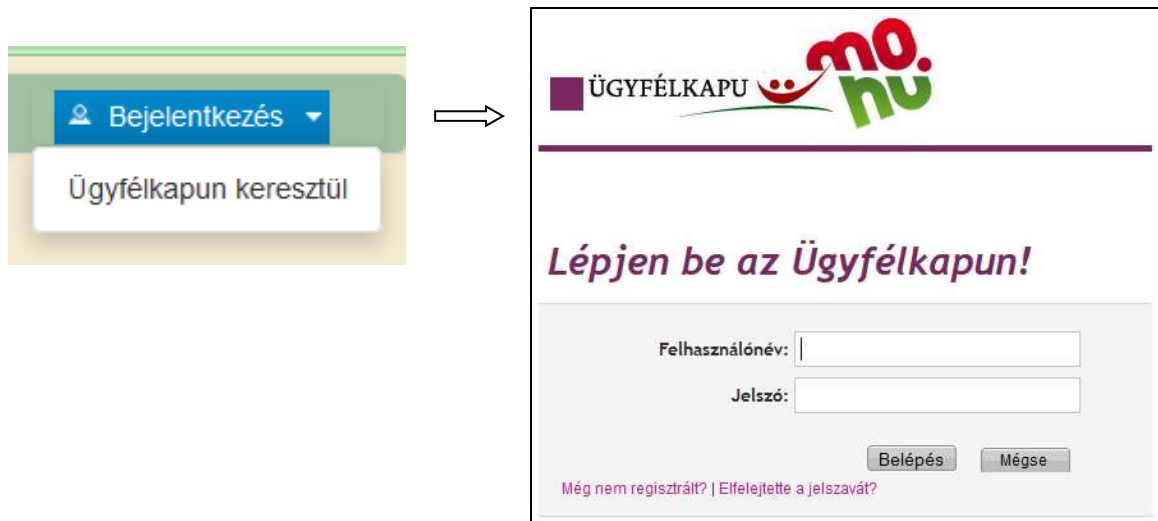 Bejelentkezés
Ügyfélkapun keresztül
ÜGYFÉLKAPU
mo.
hu
Lépjen be az Ügyfélkapun!
Felhasználónév:
Jelszó:
Belépés Mégse
Még nem regisztrált? | Elfelejtette a jelszavát?